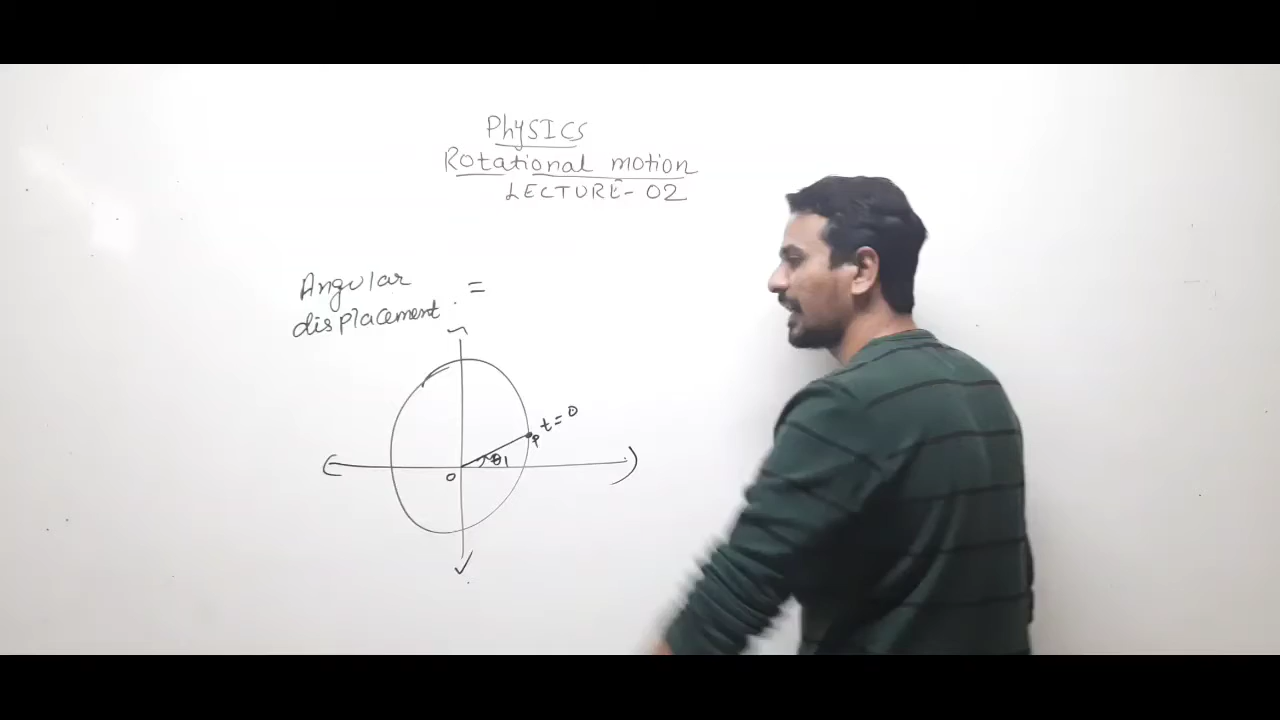 PhYSICS
Rotational motion
LECTURE- 02
Angular =
displacement.
t = 0
P
θ1
O